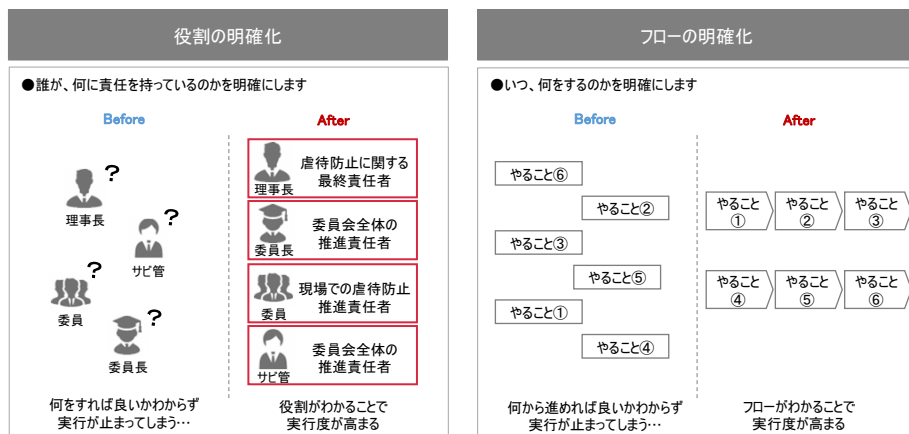 役割の明確化
●誰が、何に責任を持っているのかを明確にします
Before
After
?
理事長
?
サビ管
?
委員
?
委員長
理事長
虐待防止に関する
最終責任者
委員長
委員会全体の
推進責任者
委員
現場での虐待防止
推進責任者
サビ管
委員会全体の
推進責任者
何をすれば良いかわからず
実行が止まってしまう…
役割がわかることで
実行度が高まる
フローの明確化
●いつ、何をするのかを明確にします
Before
After
やること⑥
やること②
やること③
やること⑤
やること①
やること④
やること
①
やること
②
やること
③
やること
④
やること
⑤
やること
⑥
何から進めれば良いかわからず
実行が止まってしまう…
フローがわかることで
実行度が高まる